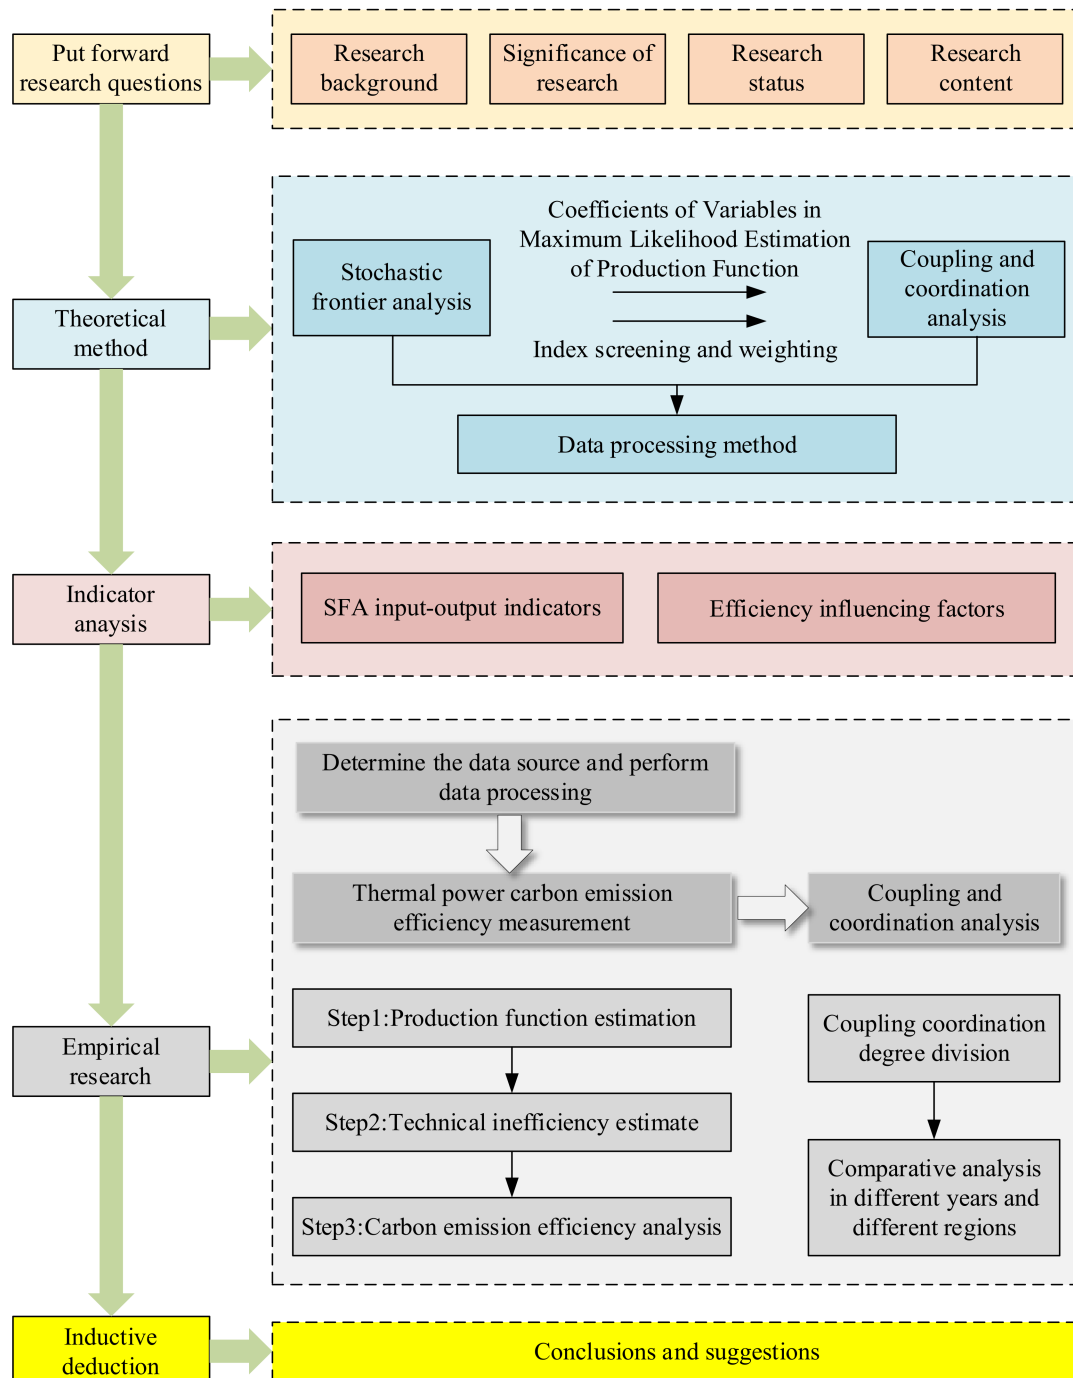 Put forward
research questions
Research
background
Significance of
research
Research
status
Research
content
Theoretical
method
Stochastic
frontier analysis
Coefficients of Variables in
Maximum Likelihood Estimation
of Production Function
Index screening and weighting
Coupling and
coordination
analysis
Data processing method
Indicator
anaysis
SFA input-output indicators
Efficiency influencing factors
Empirical
research
Determine the data source and perform
data processing
Thermal power carbon emission
efficiency measurement
Coupling and
coordination analysis
Step1:Production function estimation
Step2:Technical inefficiency estimate
Step3:Carbon emission efficiency analysis
Coupling coordination
degree division
Comparative analysis
in different years and
different regions
Inductive
deduction
Conclusions and suggestions